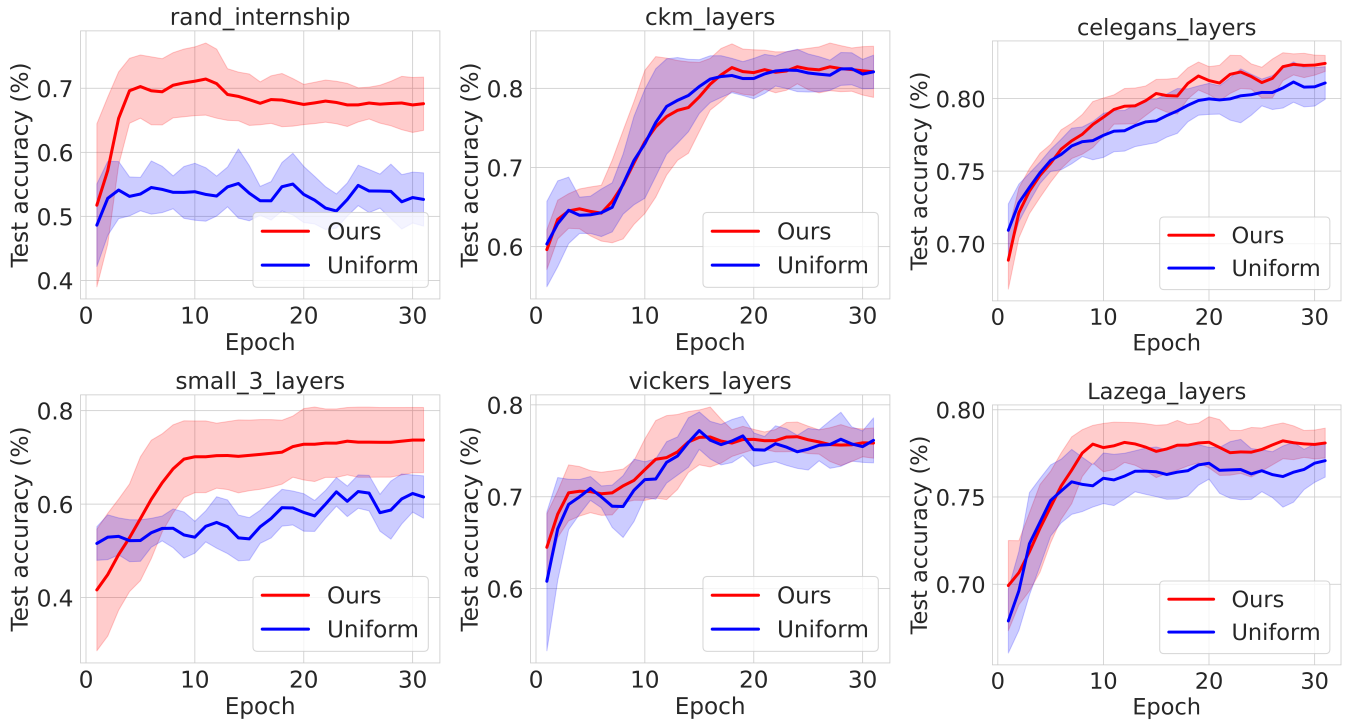 rand_internship
Test accuracy (%)
0.7
0.6
0.5
0.4
0
10
20
30
Epoch
Ours
Uniform
ckm_layers
Test accuracy (%)
0.8
0.7
0.6
0
10
20
30
Epoch
Ours
Uniform
celegans_layers
Test accuracy (%)
0.80
0.75
0.70
0
10
20
30
Epoch
Ours
Uniform
small_3_layers
Test accuracy (%)
0.8
0.6
0.4
0
10
20
30
Epoch
Ours
Uniform
vickers_layers
Test accuracy (%)
0.8
0.7
0.6
0
10
20
30
Epoch
Ours
Uniform
Lazega_layers
Test accuracy (%)
0.80
0.75
0.70
0
10
20
30
Epoch
Ours
Uniform